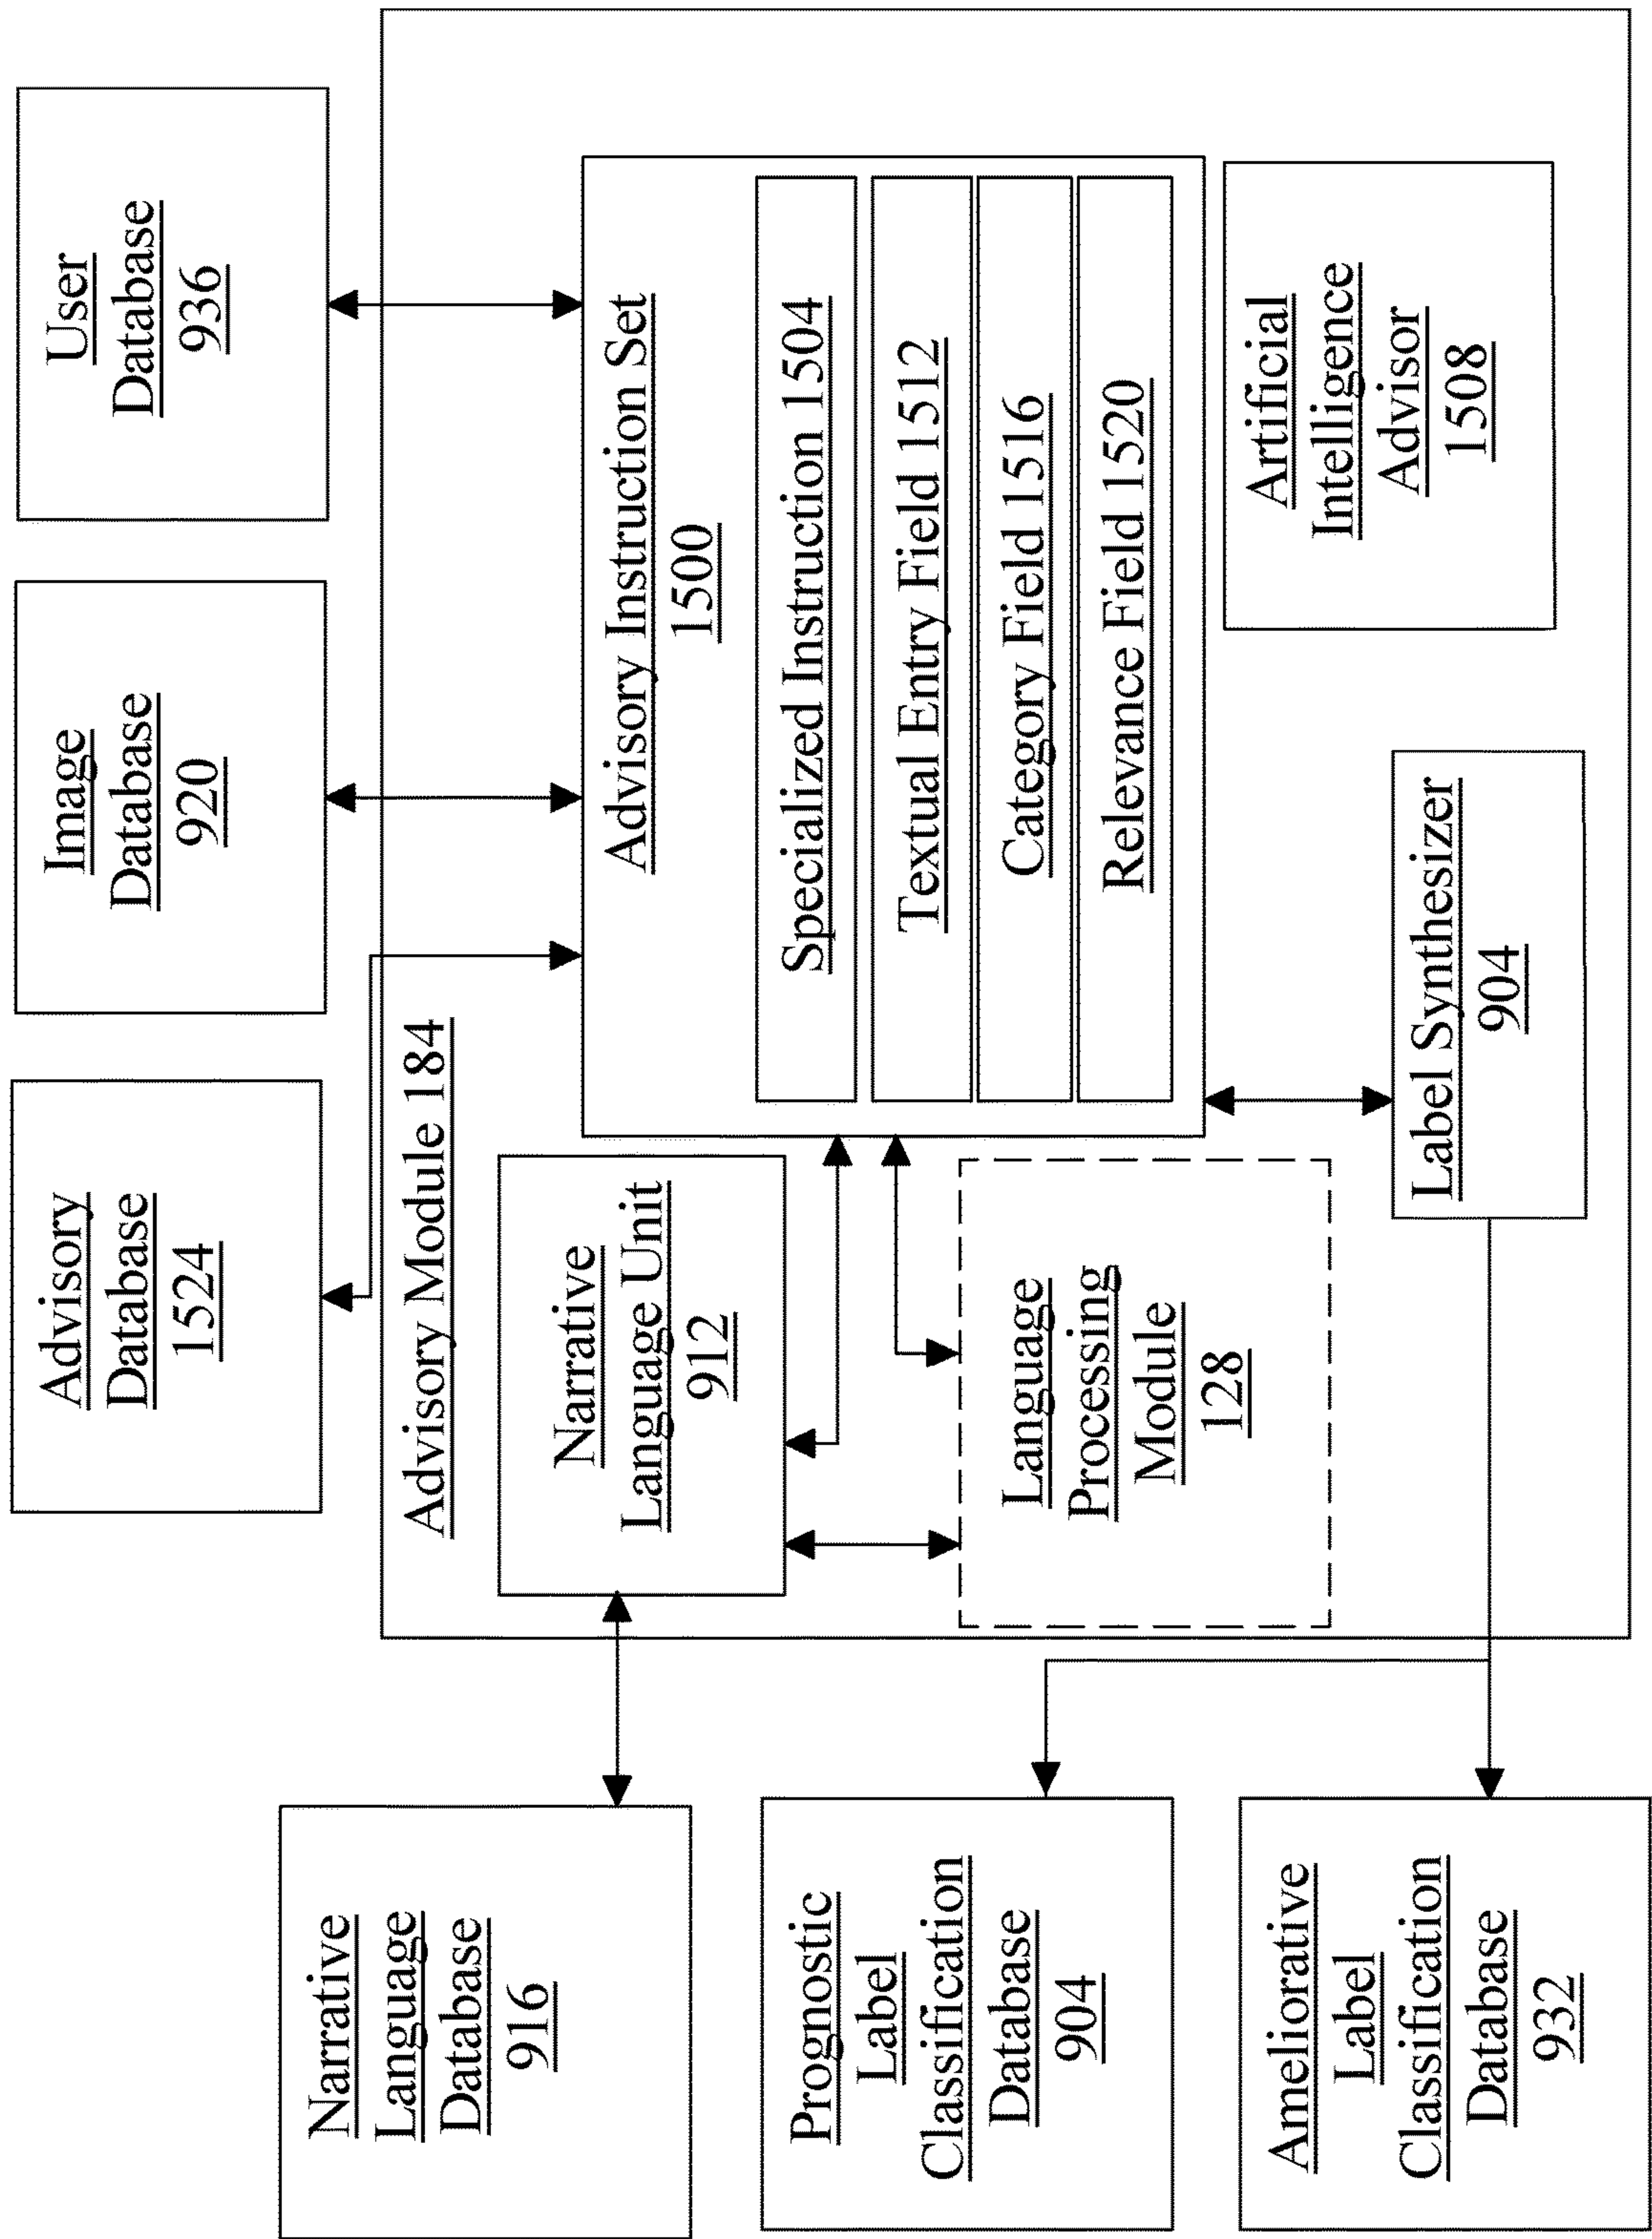 Advisory
Database
1524
Image
Database
920
User
Database
936
Advisory Module 184
Narrative
Language
Database
916
Narrative
Language Unit
912
Advisory Instruction Set
1500
Specialized Instruction 1504
Textual Entry Field 1512
Category Field 1516
Relevance Field 1520
Prognostic
Label
Classification
Database
904
Language
Processing
Module
128
Artificial
Intelligence
Advisor
1508
Ameliorative
Label
Classification
Database
932
Label Synthesizer
904